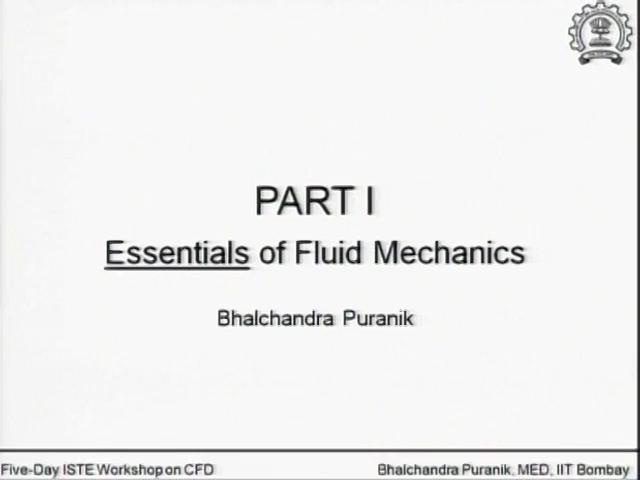 PART I
Essentials of Fluid Mechanics
Bhalchandra Puranik
Five-Day ISTE Workshop on CFD
Bhalchandra Puranik, MED, IIT Bombay